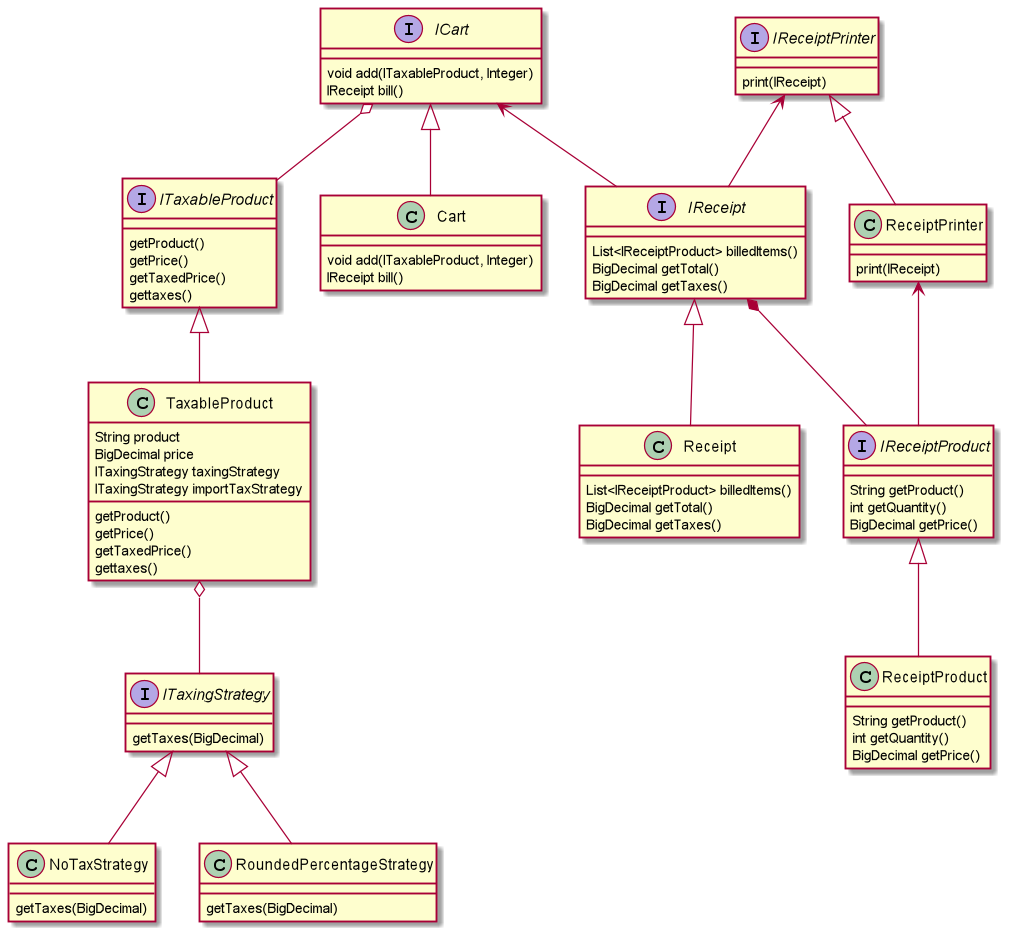 I ICart
void add(ITaxableProduct, Integer)
IReceipt bill()
I IReceiptPrinter
print(IReceipt)
I ITaxableProduct
getProduct()
getPrice()
getTaxedPrice()
gettaxes()
C Cart
void add(ITaxableProduct, Integer)
IReceipt bill()
I IReceipt
List<IReceiptProduct> billedItems()
BigDecimal getTotal()
BigDecimal getTaxes()
C ReceiptPrinter
print(IReceipt)
C TaxableProduct
String product
BigDecimal price
ITaxingStrategy taxingStrategy
ITaxingStrategy importTaxStrategy
getProduct()
getPrice()
getTaxedPrice()
gettaxes()
C Receipt
List<IReceiptProduct> billedItems()
BigDecimal getTotal()
BigDecimal getTaxes()
I IReceiptProduct
String getProduct()
int getQuantity()
BigDecimal getPrice()
I ITaxingStrategy
getTaxes(BigDecimal)
C ReceiptProduct
String getProduct()
int getQuantity()
BigDecimal getPrice()
C NoTaxStrategy
getTaxes(BigDecimal)
C RoundedPercentageStrategy
getTaxes(BigDecimal)